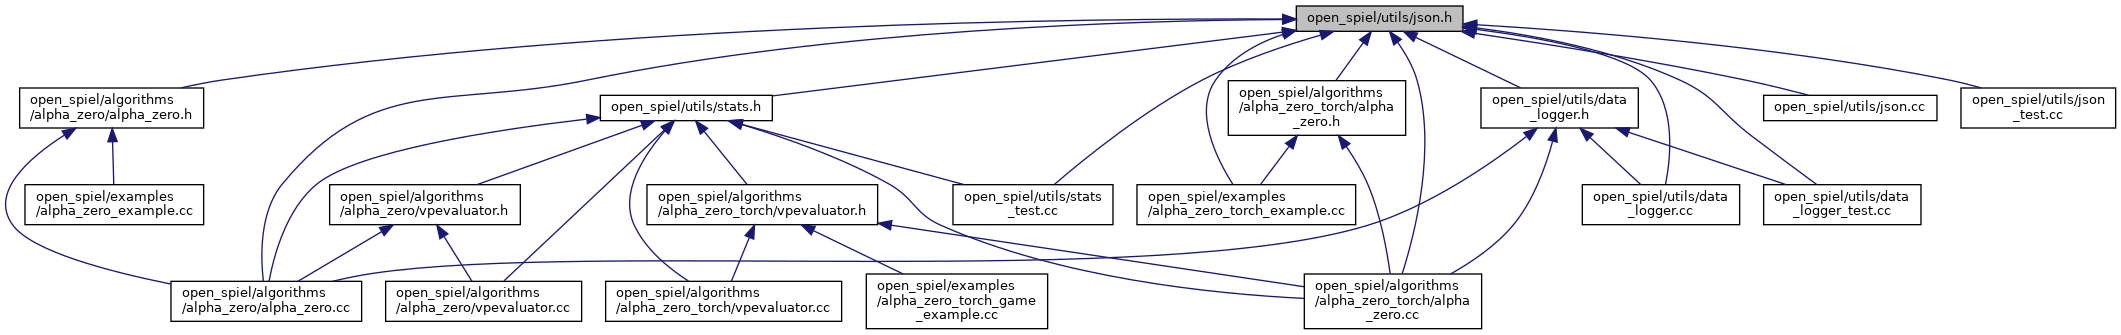 open_spiel/utils/json.h
open_spiel/algorithms
/alpha_zero/alpha_zero.h
open_spiel/utils/stats.h
open_spiel/algorithms
/alpha_zero_torch/alpha
_zero.h
open_spiel/utils/data
_logger.h
open_spiel/utils/json.cc
open_spiel/utils/json
_test.cc
open_spiel/examples
/alpha_zero_example.cc
open_spiel/algorithms
/alpha_zero/vpevaluator.h
open_spiel/algorithms
/alpha_zero_torch/vpevaluator.h
open_spiel/utils/stats
_test.cc
open_spiel/examples
/alpha_zero_torch_example.cc
open_spiel/utils/data
_logger.cc
open_spiel/utils/data
_logger_test.cc
open_spiel/algorithms
/alpha_zero/alpha_zero.cc
open_spiel/algorithms
/alpha_zero/vpevaluator.cc
open_spiel/algorithms
/alpha_zero_torch/vpevaluator.cc
open_spiel/examples
/alpha_zero_torch_game
_example.cc
open_spiel/algorithms
/alpha_zero_torch/alpha
_zero.cc